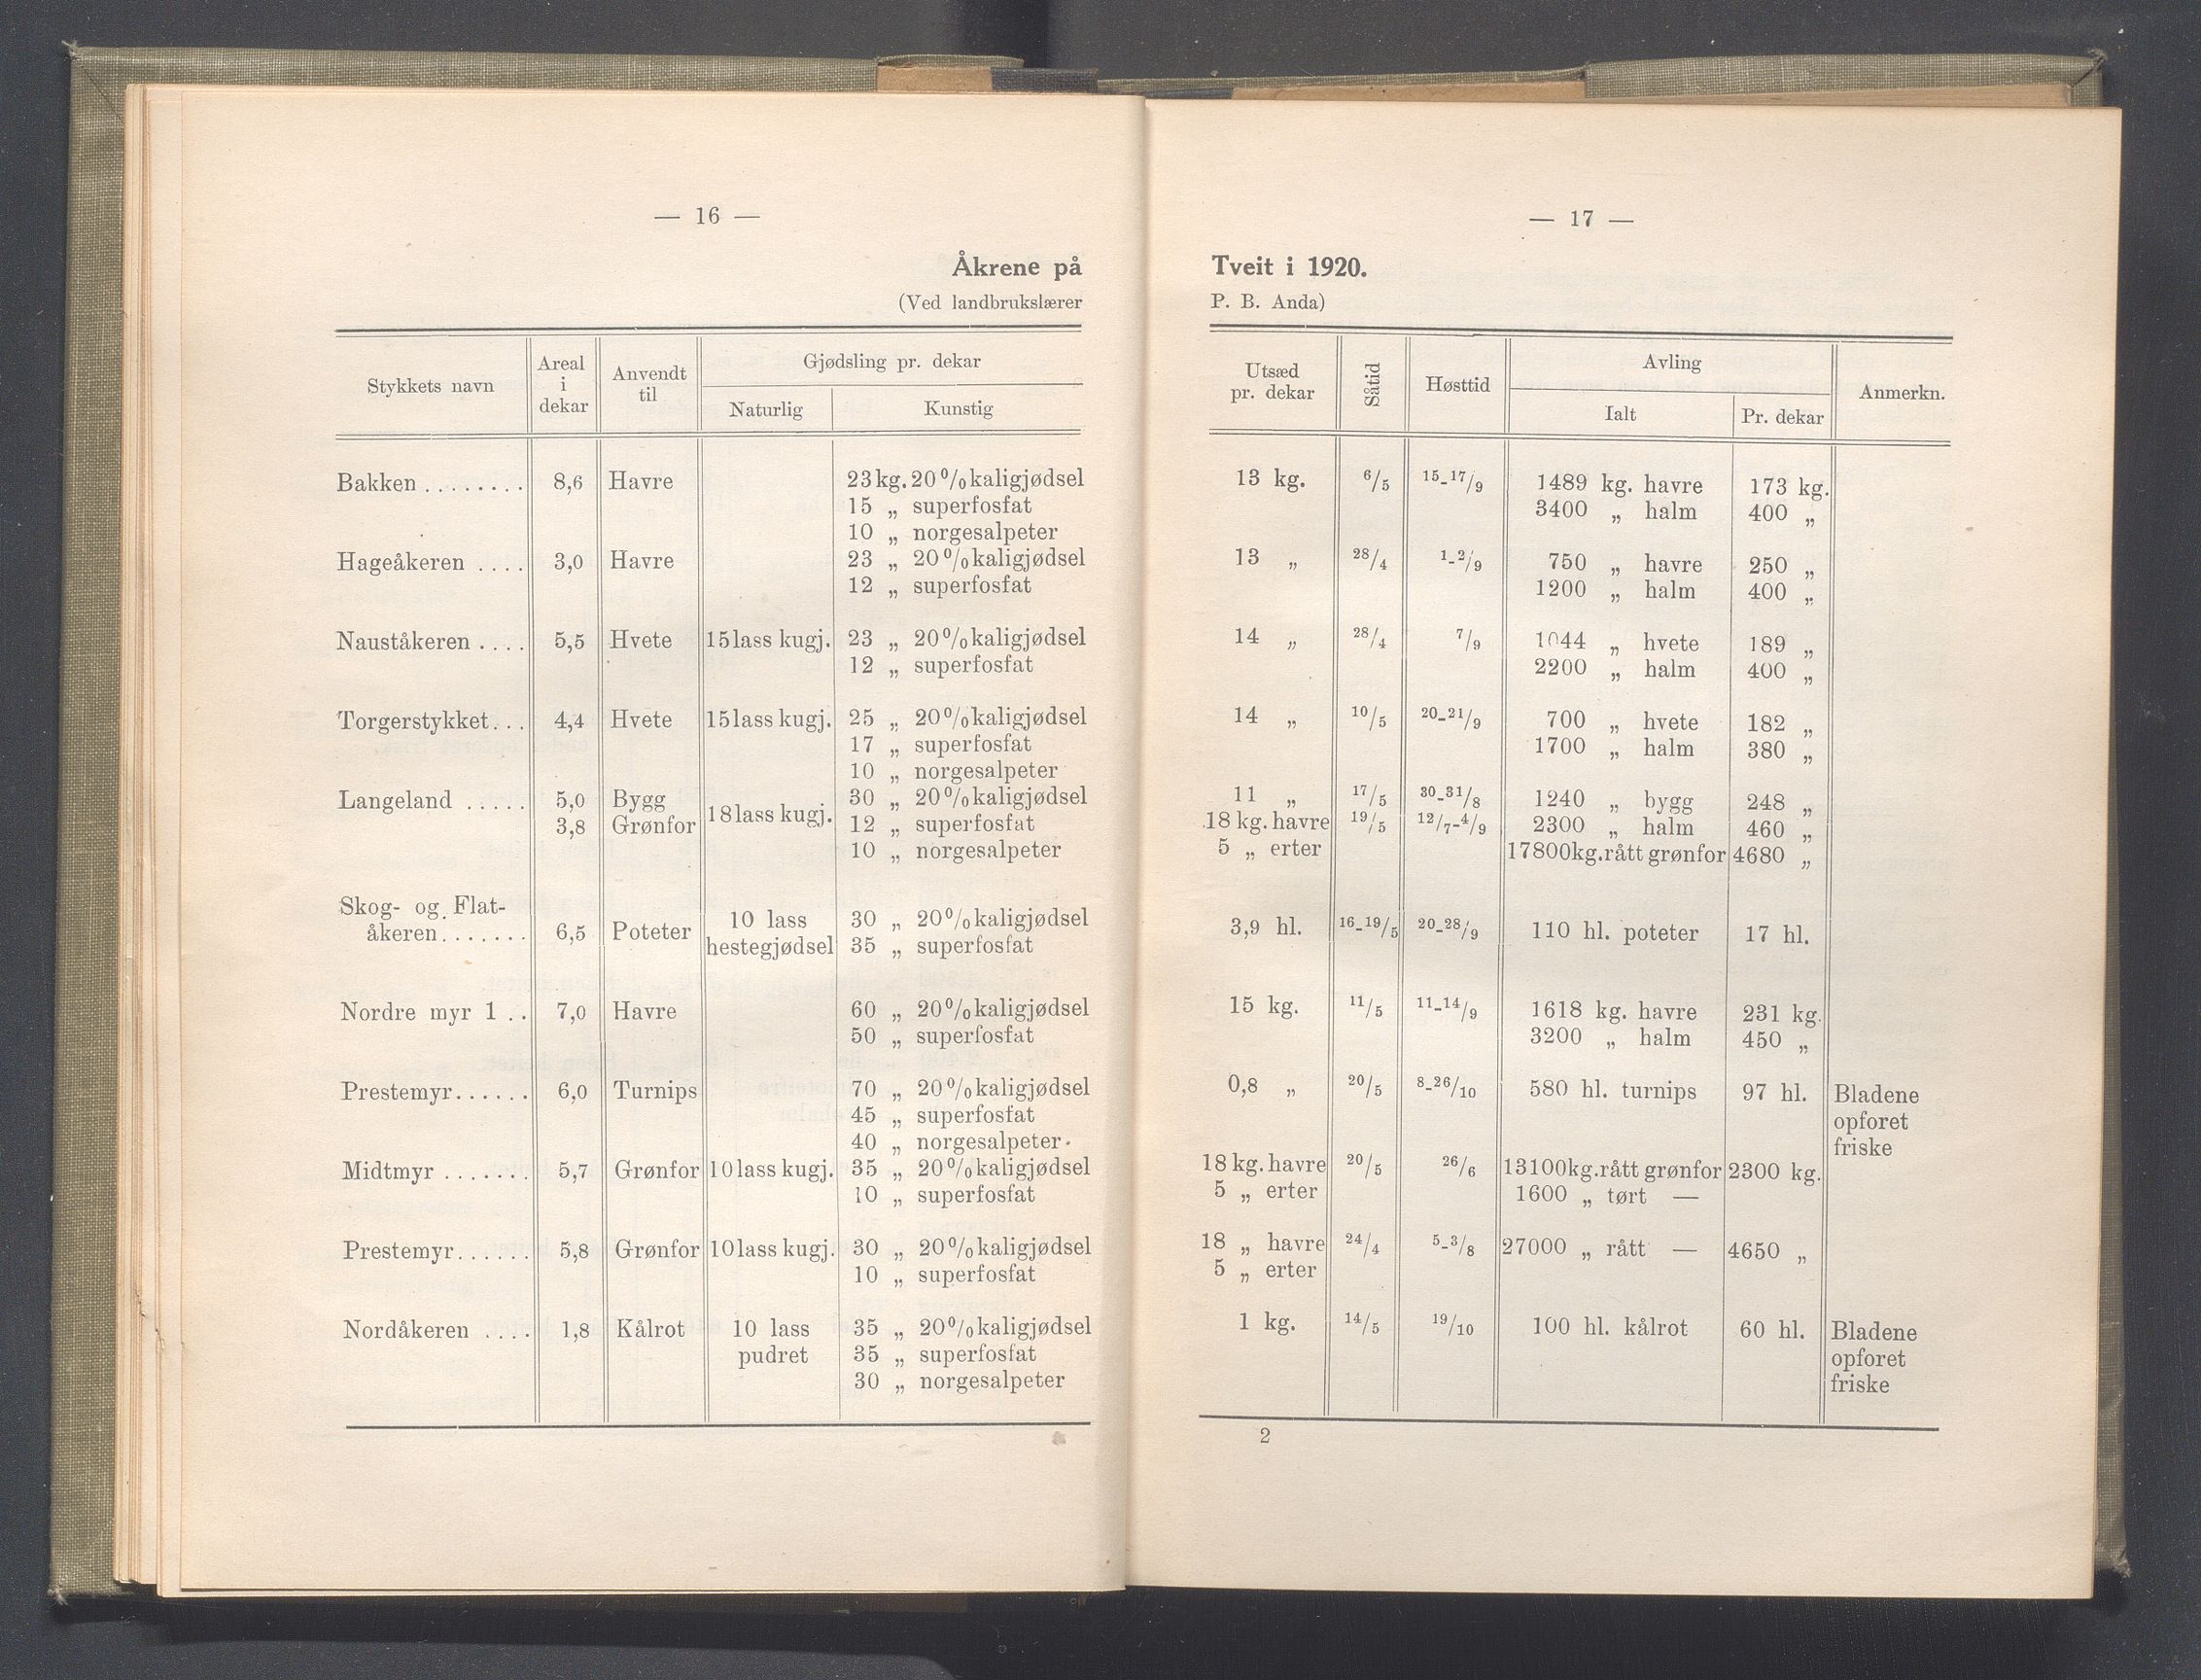 — 16 —
Åkrene på
(Ved landbrukslærer
Stykkets navn | Areal i dekar | Anvendt til | Gjødsling pr. dekar
Naturlig | Kunstig
Bakken ........ 8,6 Havre 23 kg. 20 % kaligjødsel
15 „ superfosfat
10 „ norgesalpeter
Hageåkeren .... 3,0 Havre 23 „ 20 % kaligjødsel
12 „ superfosfat
Nauståkeren .... 5,5 Hvete 15 lass kugj. 23 „ 20 % kaligjødsel
12 „ superfosfat
Torgerstykket... 4,4 Hvete 15 lass kugj. 25 „ 20 % kaligjødsel
17 „ superfosfat
10 „ norgesalpeter
Langeland ..... 5,0 Bygg 18 lass kugj. 30 „ 20 % kaligjødsel
3,8 Grønfor 12 „ superfosfat
10 „ norgesalpeter
Skog- og Flat-
åkeren....... 6,5 Poteter 10 lass 30 „ 20 % kaligjødsel
hestegjødsel 35 „ superfosfat
Nordre myr 1 .. 7,0 Havre 60 „ 20 % kaligjødsel
50 „ superfosfat
Prestemyr...... 6,0 Turnips 70 „ 20 % kaligjødsel
45 „ superfosfat
40 „ norgesalpeter
Midtmyr ....... 5,7 Grønfor 10 lass kugj. 35 „ 20 % kaligjødsel
10 „ superfosfat
Prestemyr...... 5,8 Grønfor 10 lass kugj. 30 „ 20 % kaligjødsel
10 „ superfosfat
Nordåkeren .... 1,8 Kålrot 10 lass 35 „ 20 % kaligjødsel
pudret 35 „ superfosfat
30 „ norgesalpeter
— 17 —
Tveit i 1920.
P. B. Anda)
Utsæd pr. dekar | Såtid | Høsttid | Avling | Anmerkn.
Ialt | Pr. dekar
13 kg. 6/5 15-17/9 1489 kg. havre 173 kg.
3400 „ halm 400 „
13 „ 28/4 1-2/9 750 „ havre 250 „
1200 „ halm 400 „
14 „ 28/4 7/9 1044 „ hvete 189 „
2200 „ halm 400 „
14 „ 10/5 20-21/9 700 „ hvete 182 „
1700 „ halm 380 „
11 „ 17/5 30-31/8 1240 „ bygg 248 „
18 kg. havre 19/5 12/7-4/9 2300 „ halm 460 „
5 „ erter 17800 kg. rått grønfor 4680 „
3,9 hl. 16-19/5 20-28/9 110 hl. poteter 17 hl.
15 kg. 11/5 11-14/9 1618 kg. havre 231 kg.
3200 „ halm 450 „
0,8 „ 20/5 8-26/10 580 hl. turnips 97 hl. Bladene
opforet
friske
18 kg. havre 20/5 26/6 13100 kg. rått grønfor 2300 kg.
5 „ erter 1600 „ tørt —
18 „ havre 24/4 5-3/8 27000 „ rått — 4650 „
5 „ erter
1 kg. 14/5 19/10 100 hl. kålrot 60 hl. Bladene
opforet
friske
2